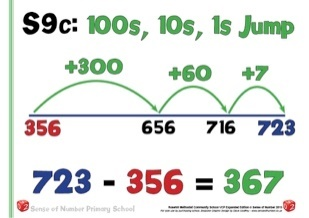 S9c: 100s, 10s, 1s Jump
+300 +60 +7
356 656 716 723
723 - 356 = 367
Sense of Number Primary School